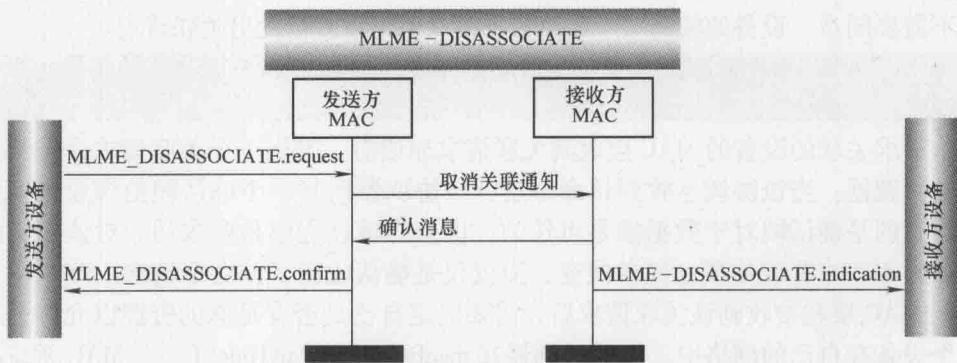 MLME-DISASSOCIATE
发送方
MAC
接收方
MAC
发送方设备
接收方设备
MLME_DISASSOCIATE.request
取消关联通知
确认消息
MLME_DISASSOCIATE.confirm
MLME-DISASSOCIATE.indication